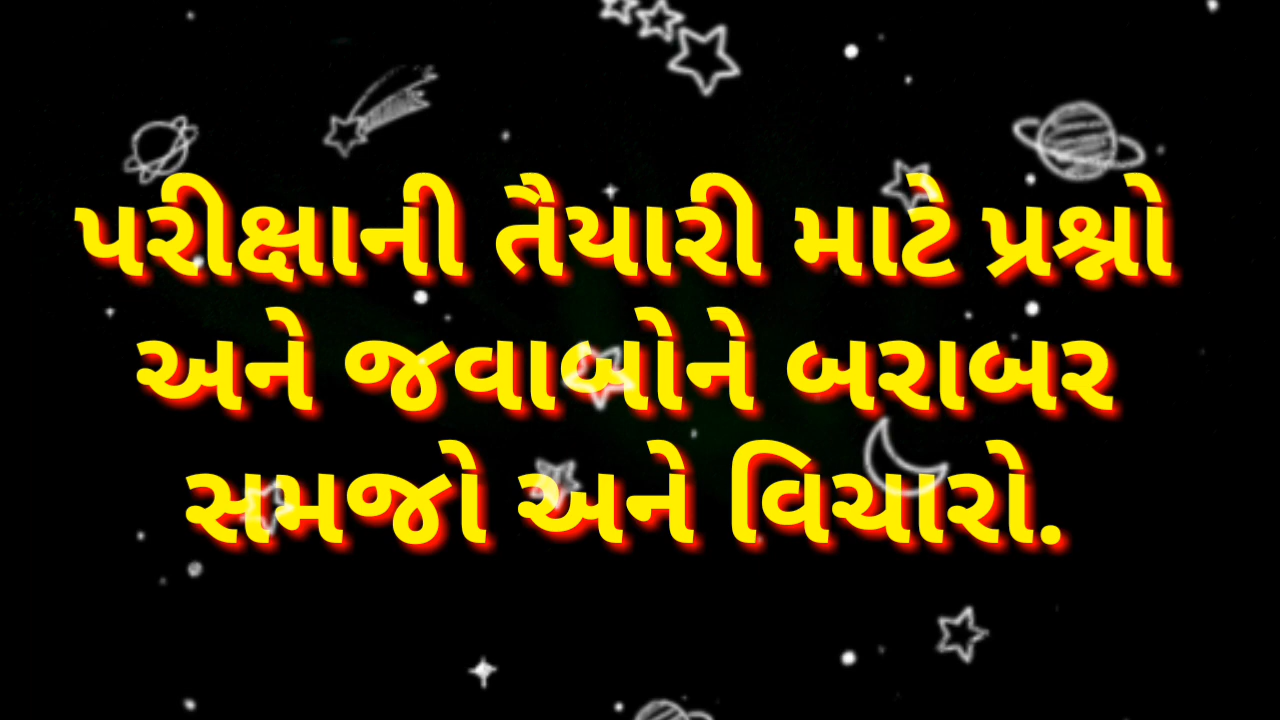 પરીક્ષાની તૈયારી માટે પ્રશ્નો
અને જવાબોને બરાબર
સમજો અને વિચારો.